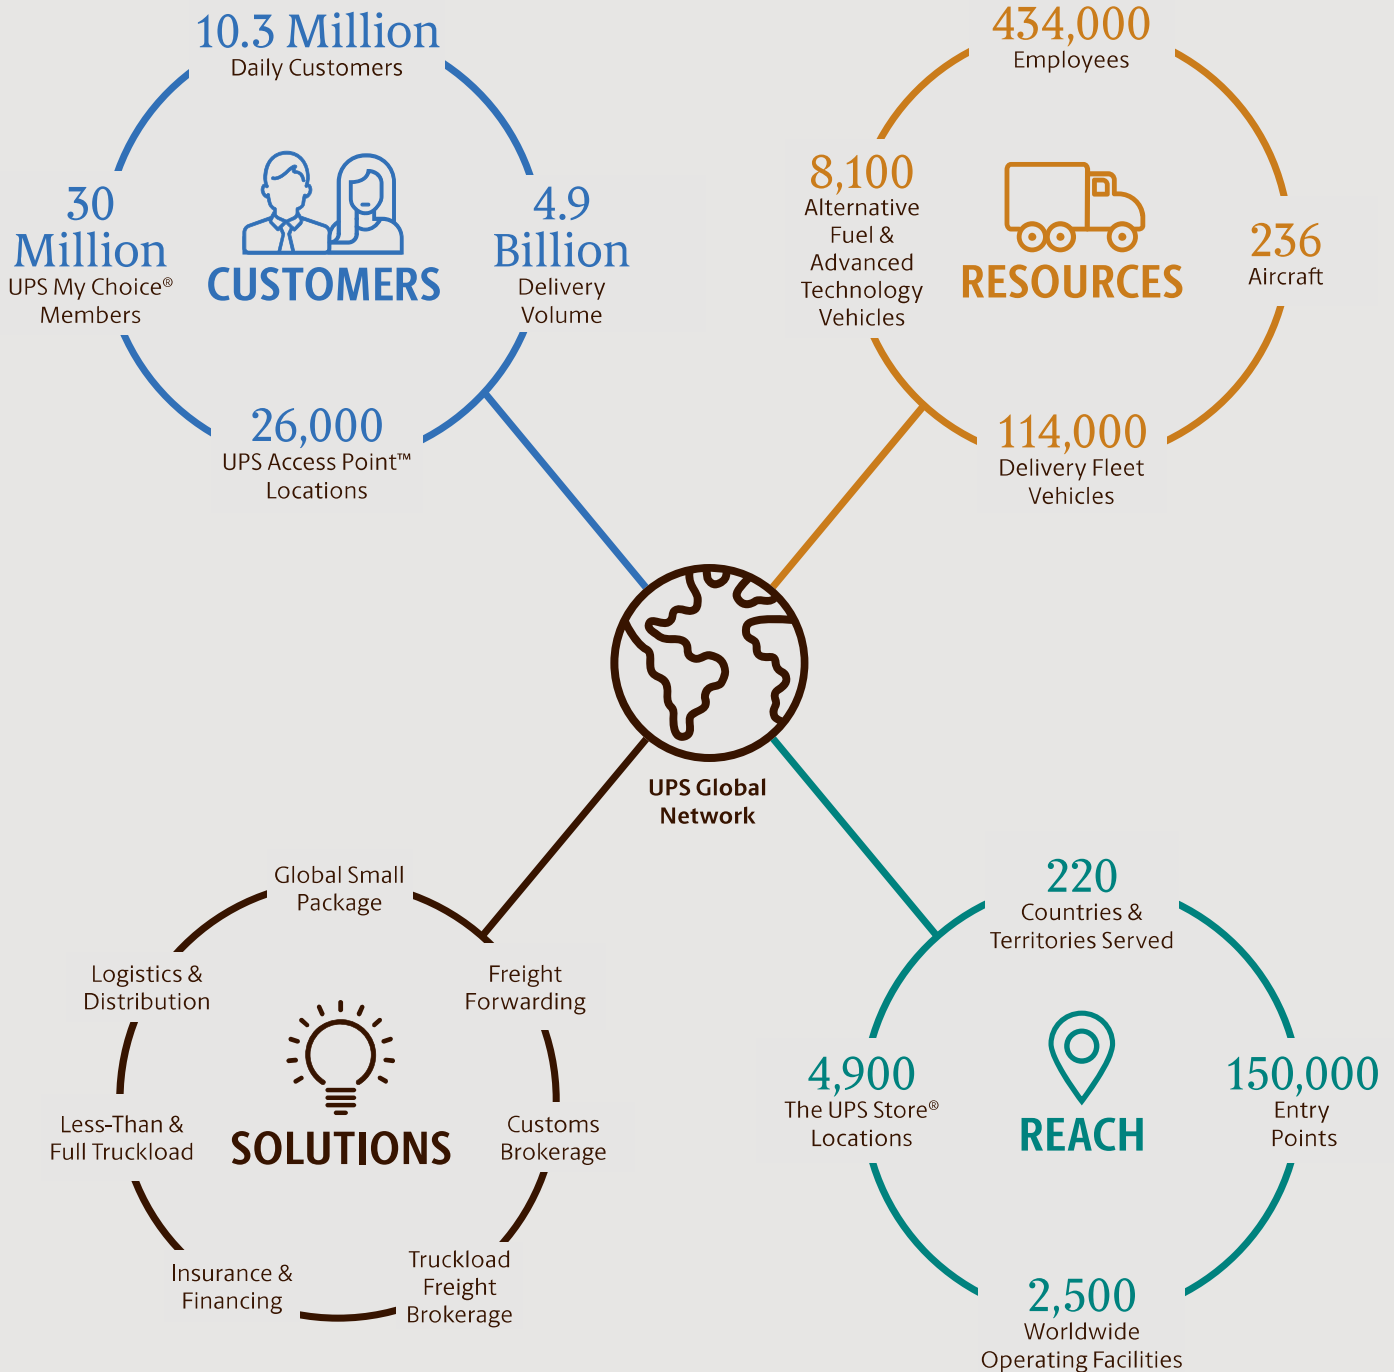 10.3 Million
Daily Customers
30
Million
UPS My Choice®
Members
CUSTOMERS
4.9
Billion
Delivery
Volume
26,000
UPS Access Point™
Locations
434,000
Employees
8,100
Alternative
Fuel &
Advanced
Technology
Vehicles
RESOURCES
236
Aircraft
114,000
Delivery Fleet
Vehicles
UPS Global
Network
Global Small
Package
Logistics &
Distribution
Freight
Forwarding
Less-Than &
Full Truckload
SOLUTIONS
Customs
Brokerage
Insurance &
Financing
Truckload
Freight
Brokerage
220
Countries &
Territories Served
4,900
The UPS Store®
Locations
REACH
150,000
Entry
Points
2,500
Worldwide
Operating Facilities